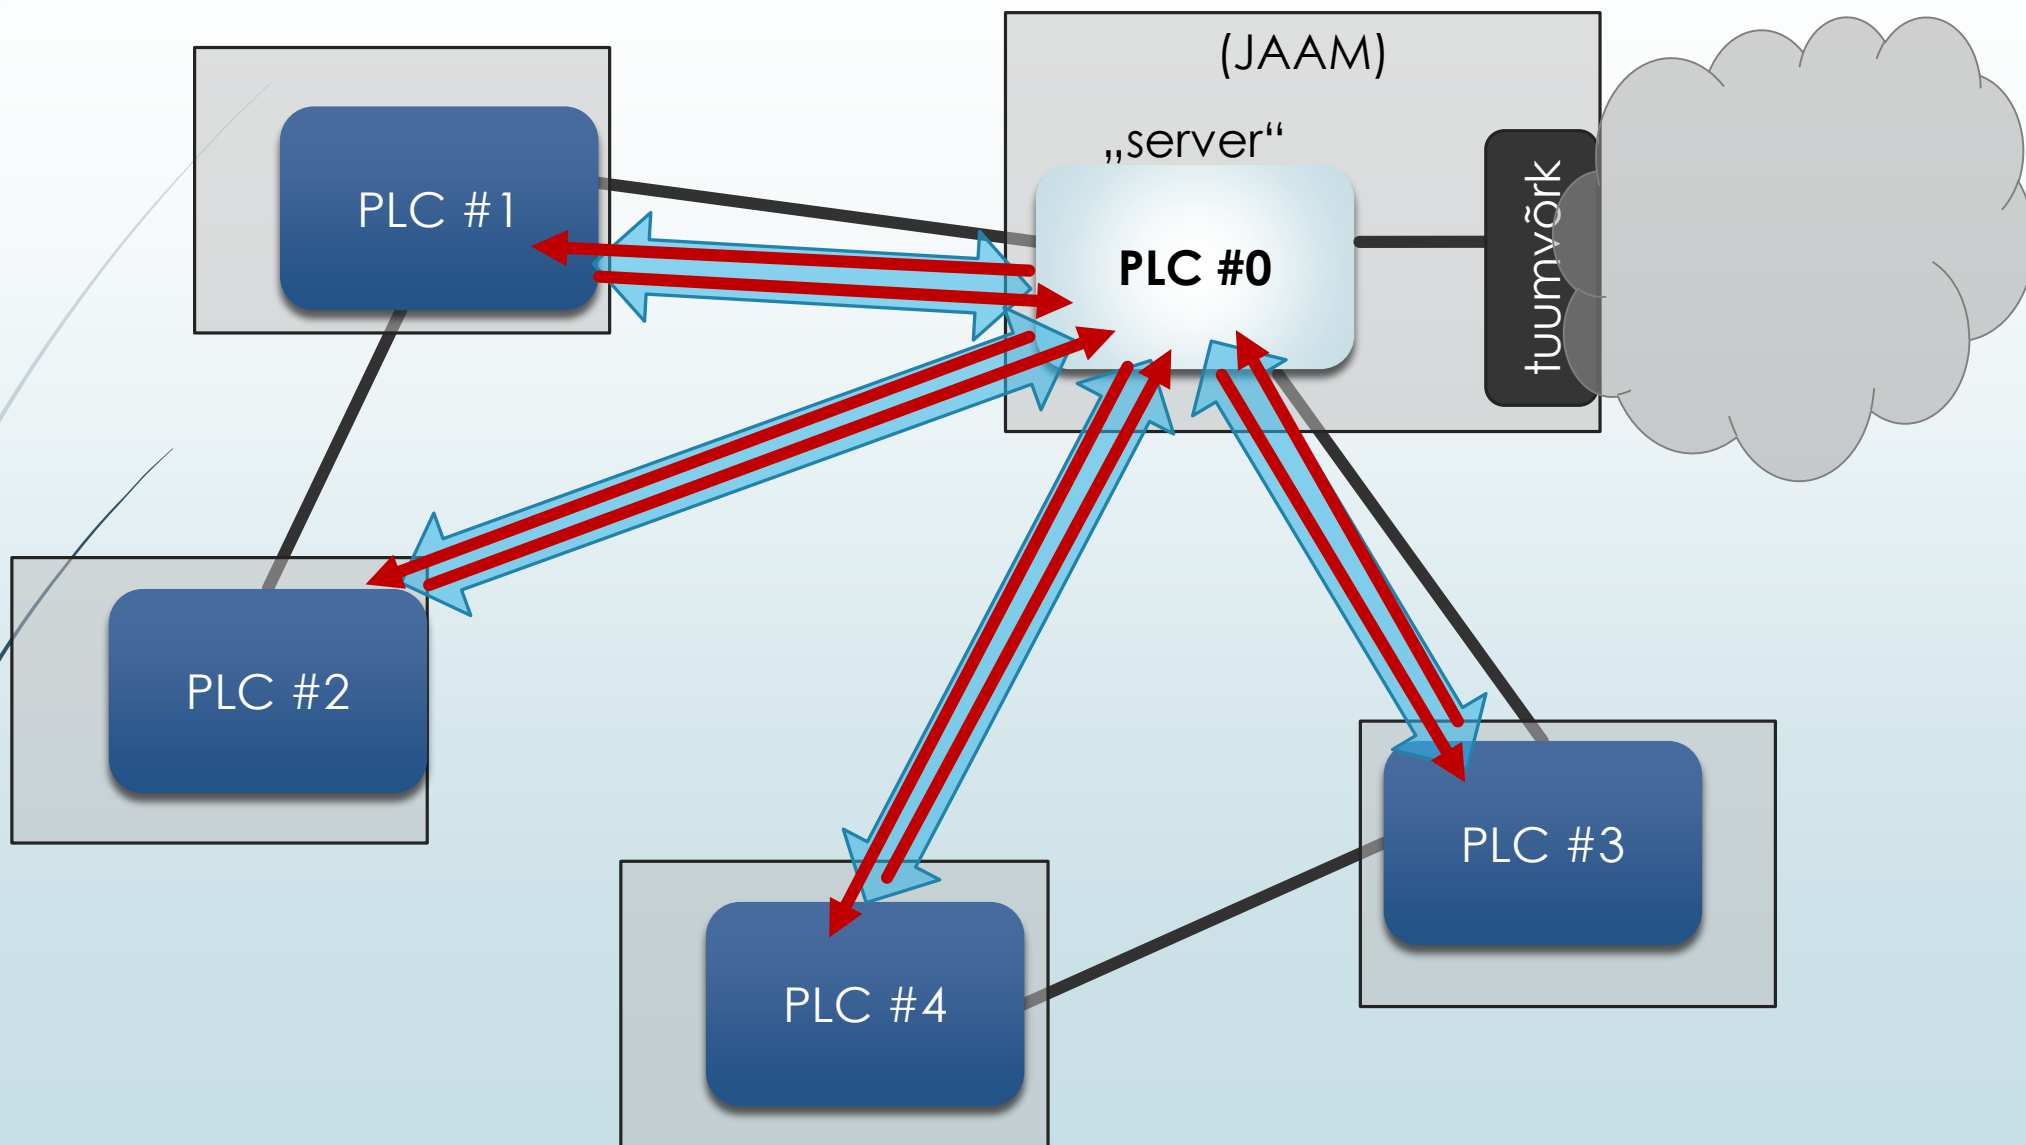 (JAAM)
„server“
PLC #1
PLC #0
tuumvõrk
PLC #2
PLC #3
PLC #4